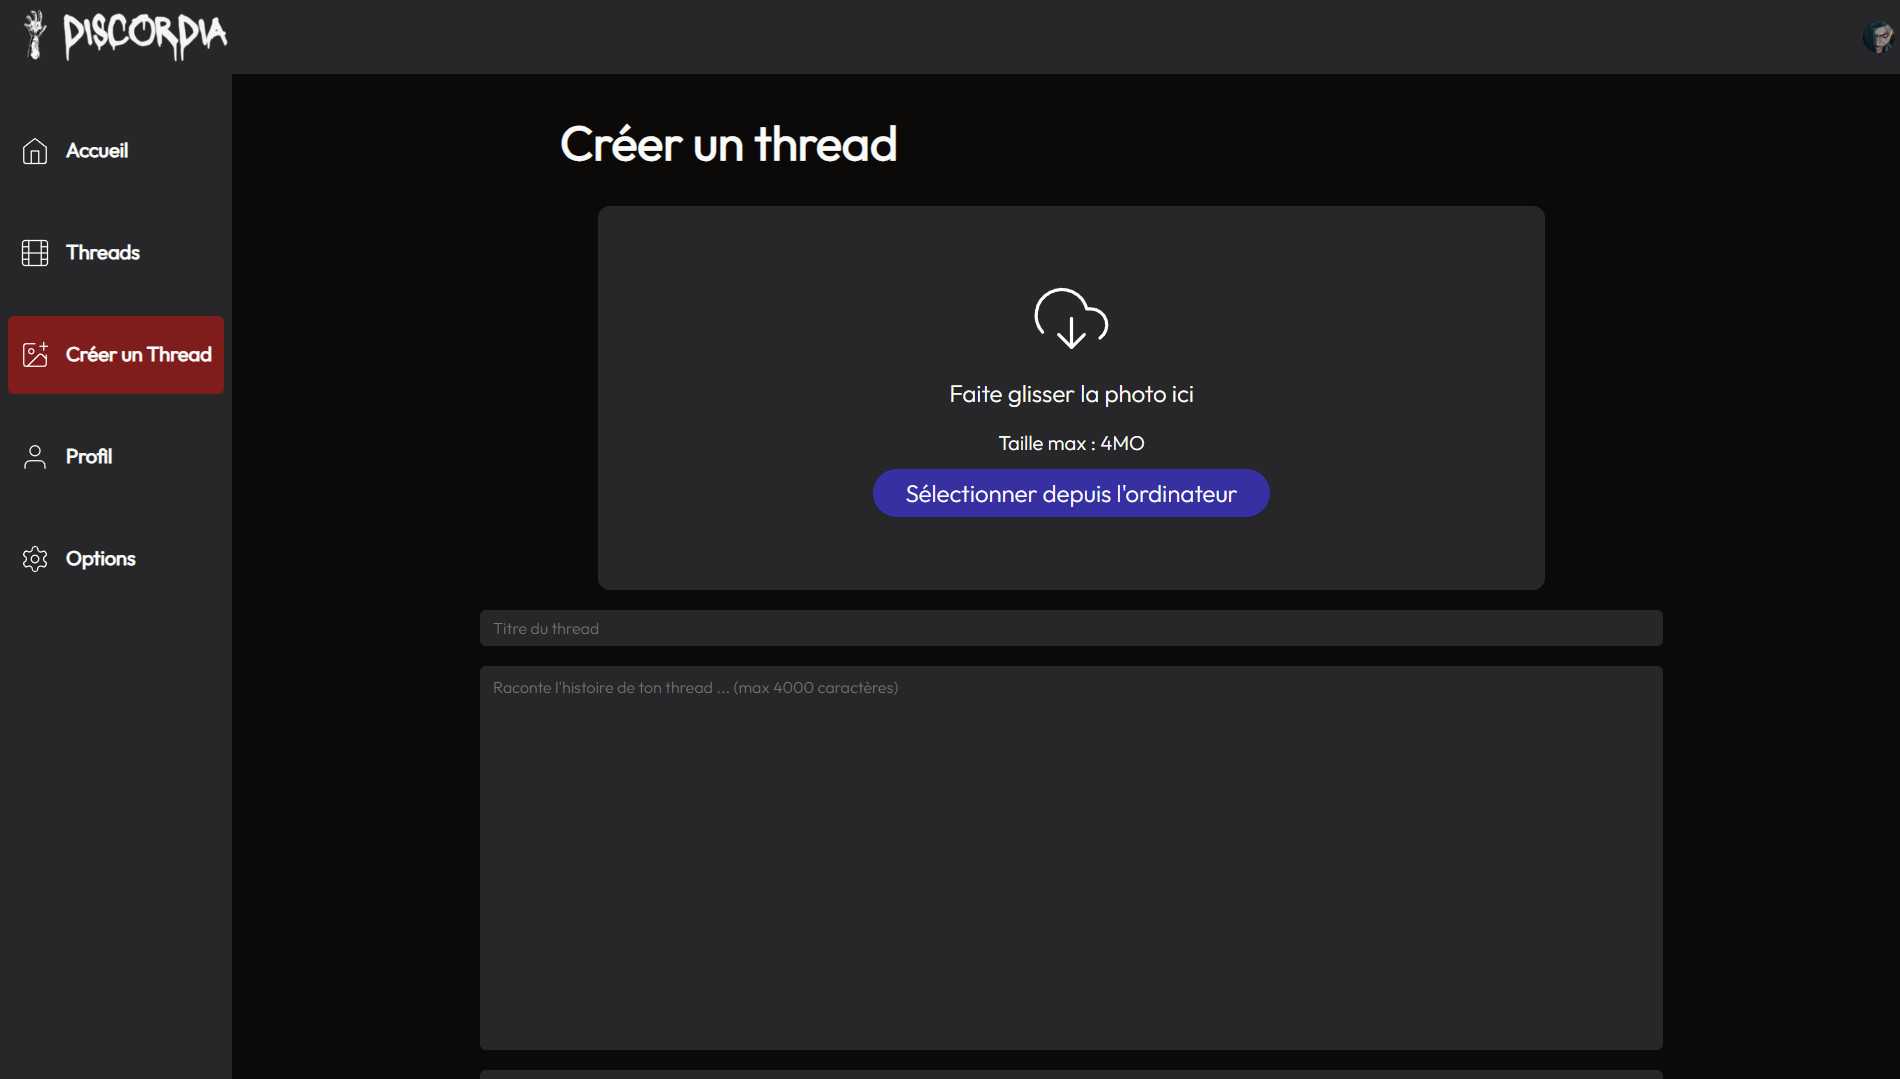 DISCORDIA
Accueil
Threads
Créer un Thread
Profil
Options
Créer un thread
Faite glisser la photo ici
Taille max : 4MO
Sélectionner depuis l'ordinateur
Titre du thread
Raconte l'histoire de ton thread ... (max 4000 caractères)